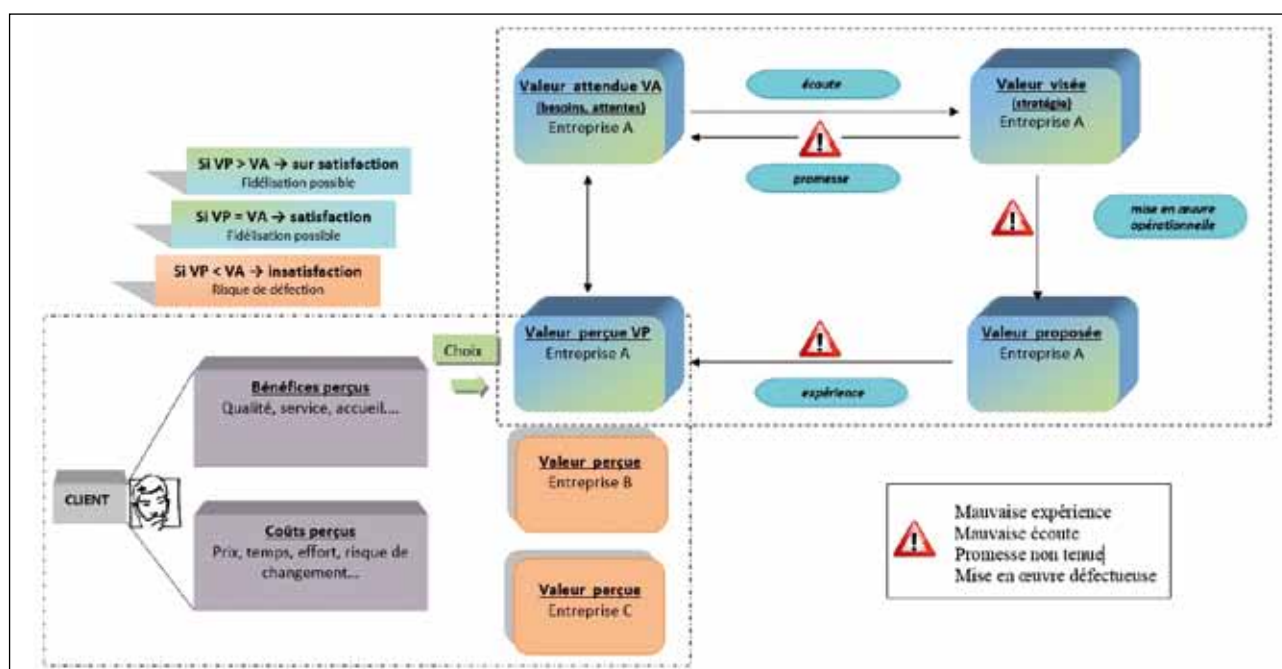 Valeur attendue VA
(besoins, attentes)
Entreprise A
écoute
Valeur visée
(stratégie)
Entreprise A
promesse
Si VP > VA → sur satisfaction
Fidélisation possible
Si VP = VA → satisfaction
Fidélisation possible
Si VP < VA → insatisfaction
Risque de défection
mise en œuvre
opérationnelle
Valeur perçue VP
Entreprise A
Choix
expérience
Valeur proposée
Entreprise A
Bénéfices perçus
Qualité, service, accueil....
CLIENT
Coûts perçus
Prix, temps, effort, risque de
changement...
Valeur perçue
Entreprise B
Valeur perçue
Entreprise C
Mauvaise expérience
Mauvaise écoute
Promesse non tenue
Mise en œuvre défectueuse